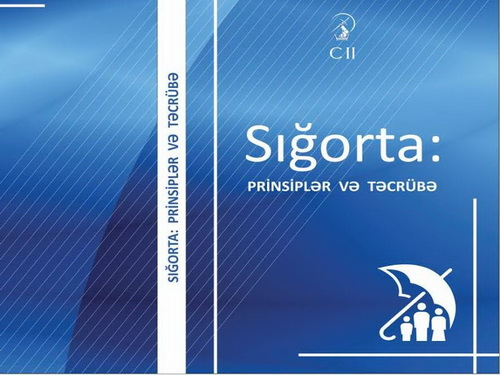 SIĞORTA: PRİNSİPLƏR VƏ TƏCRÜBƏ
CII
Sığorta:
PRİNSİPLƏR VƏ TƏCRÜBƏ